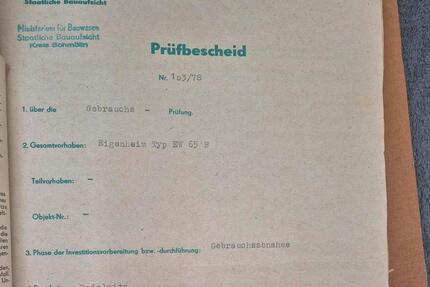 Staatliche Bauaufsicht
Ministerium für Bauwesen
Staatliche Bauaufsicht
Kreis Schmölln
Prüfbescheid
Nr. 103/78
1. über die Gebrauchs - Prüfung.
2. Gesamtvorhaben: Eigenheim Typ EW 65 B
Teilvorhaben: -
Objekt-Nr.: -
3. Phase der Investitionsvorbereitung bzw. -durchführung: Gebrauchsabnahme